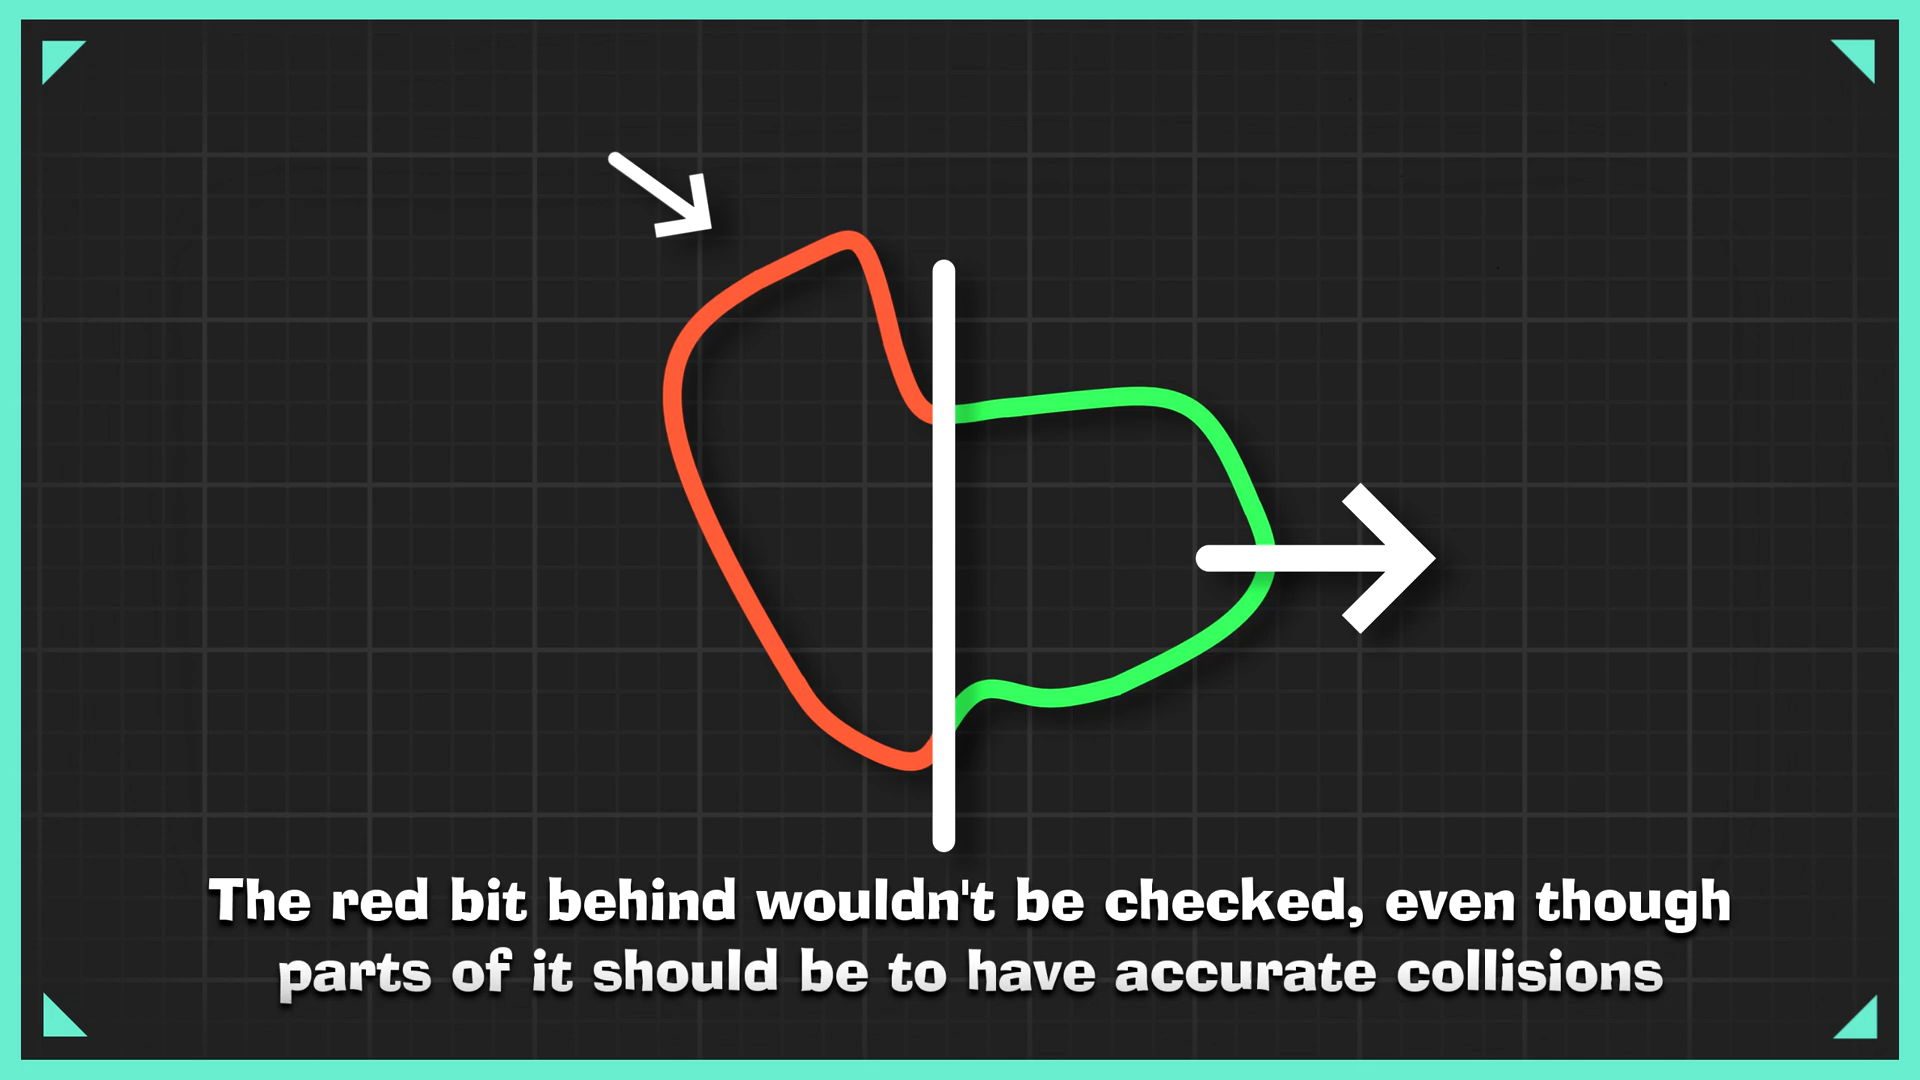 The red bit behind wouldn't be checked, even though
parts of it should be to have accurate collisions